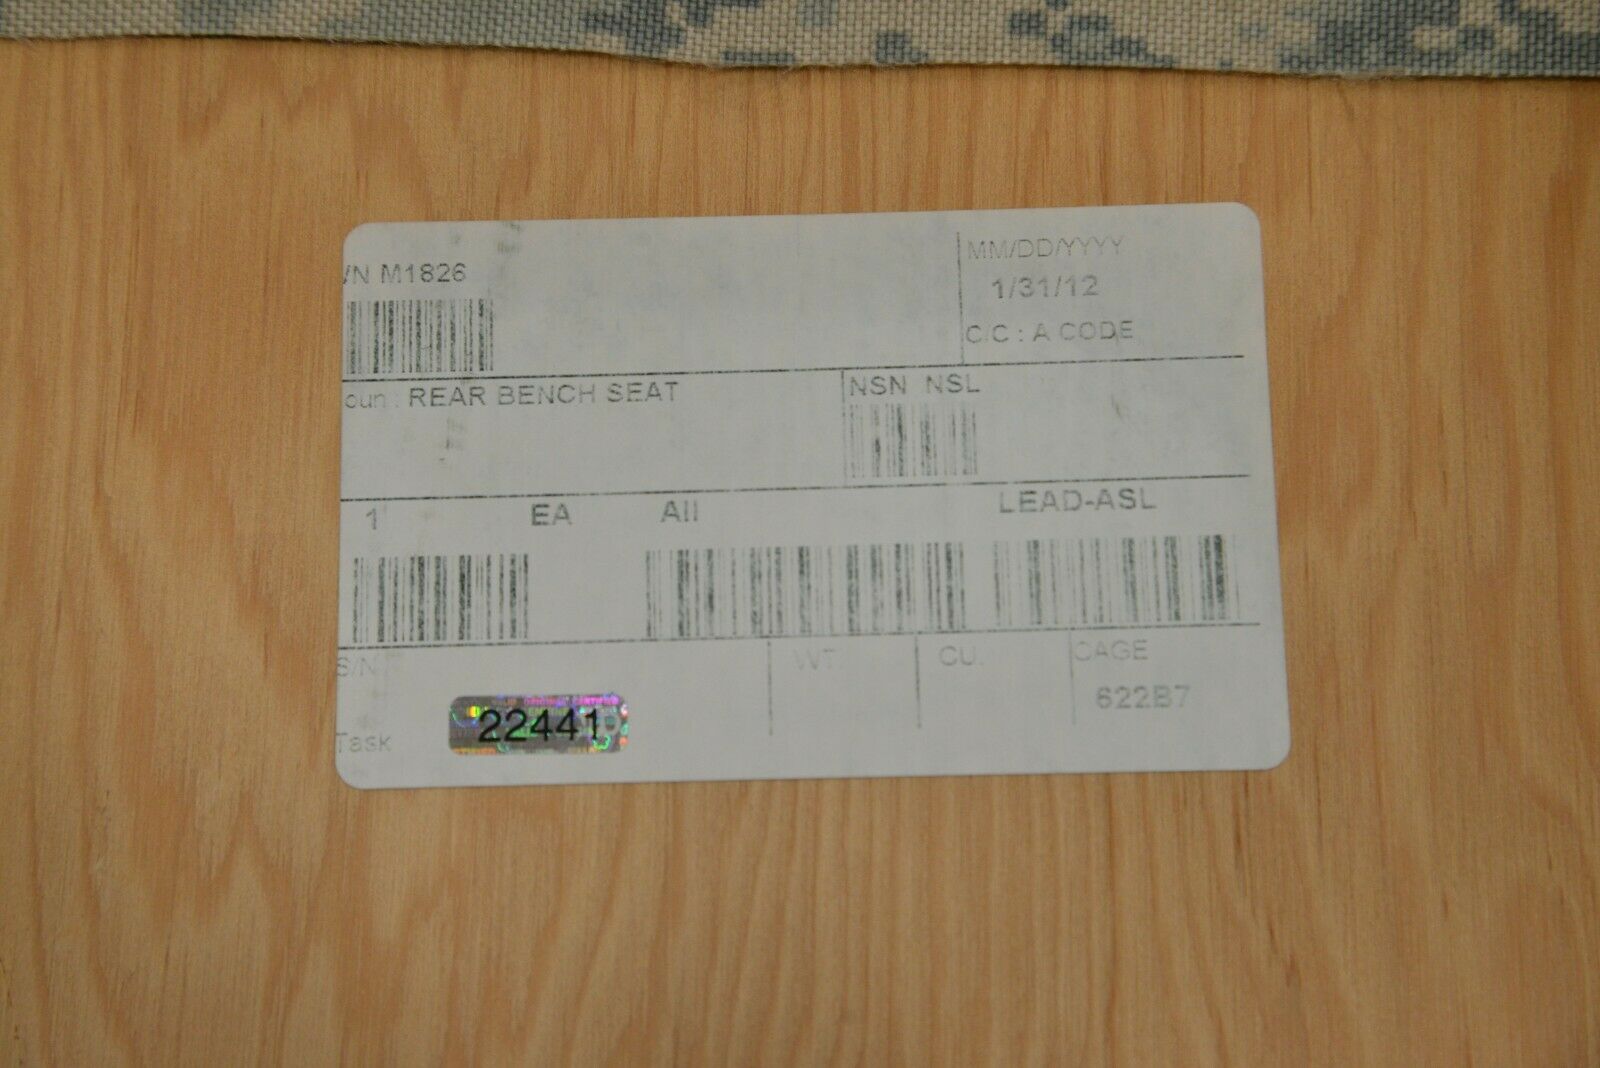 /N M1826
MM/DD/YYYY
1/31/12
C/C : A CODE
oun : REAR BENCH SEAT
NSN NSL
1 EA All LEAD-ASL
S/N WT. CU. CAGE
622B7
22441
Task